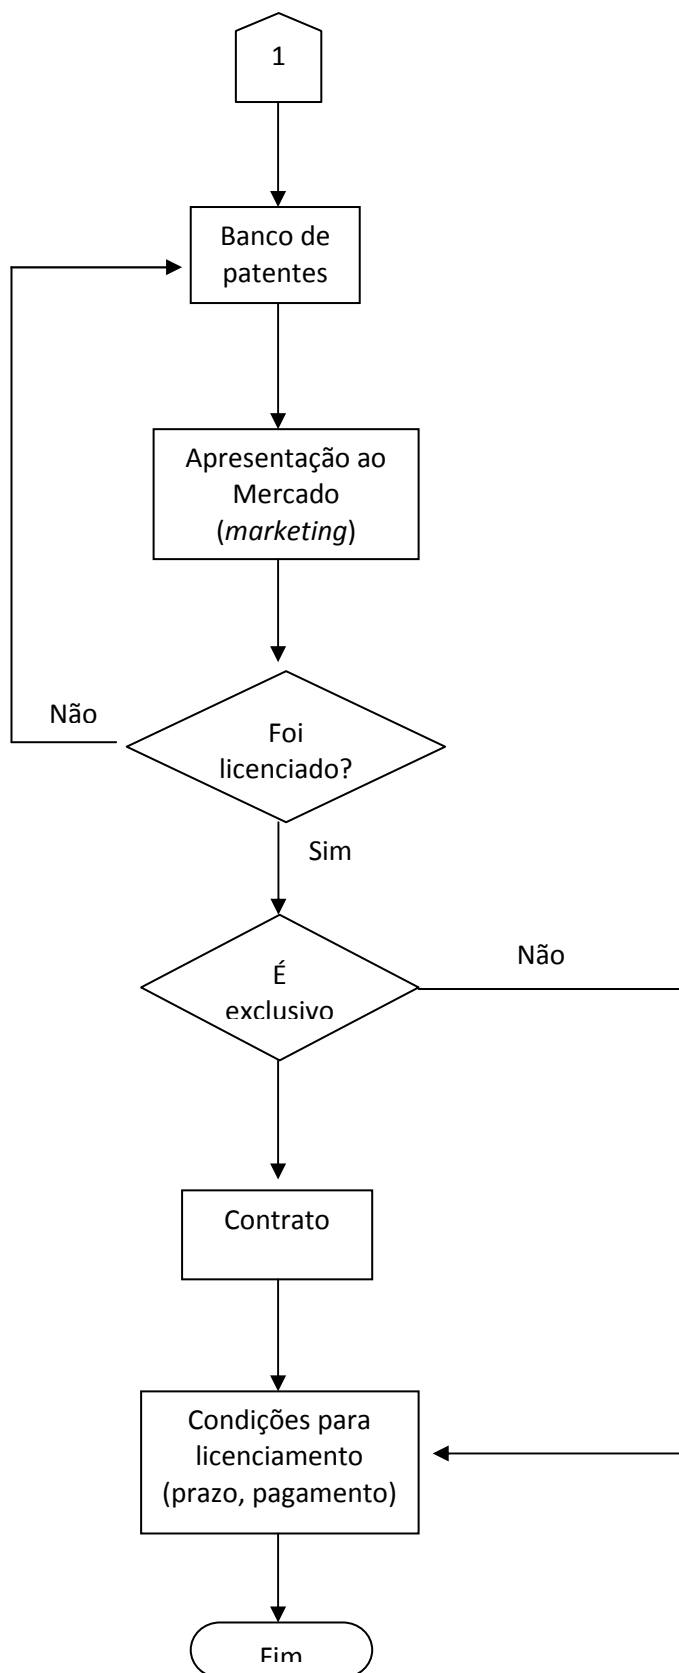 1
Banco de
patentes
Apresentação ao
Mercado
(marketing)
Não
Foi
licenciado?
Sim
É
exclusivo
Não
Contrato
Condições para
licenciamento
(prazo, pagamento)
Fim